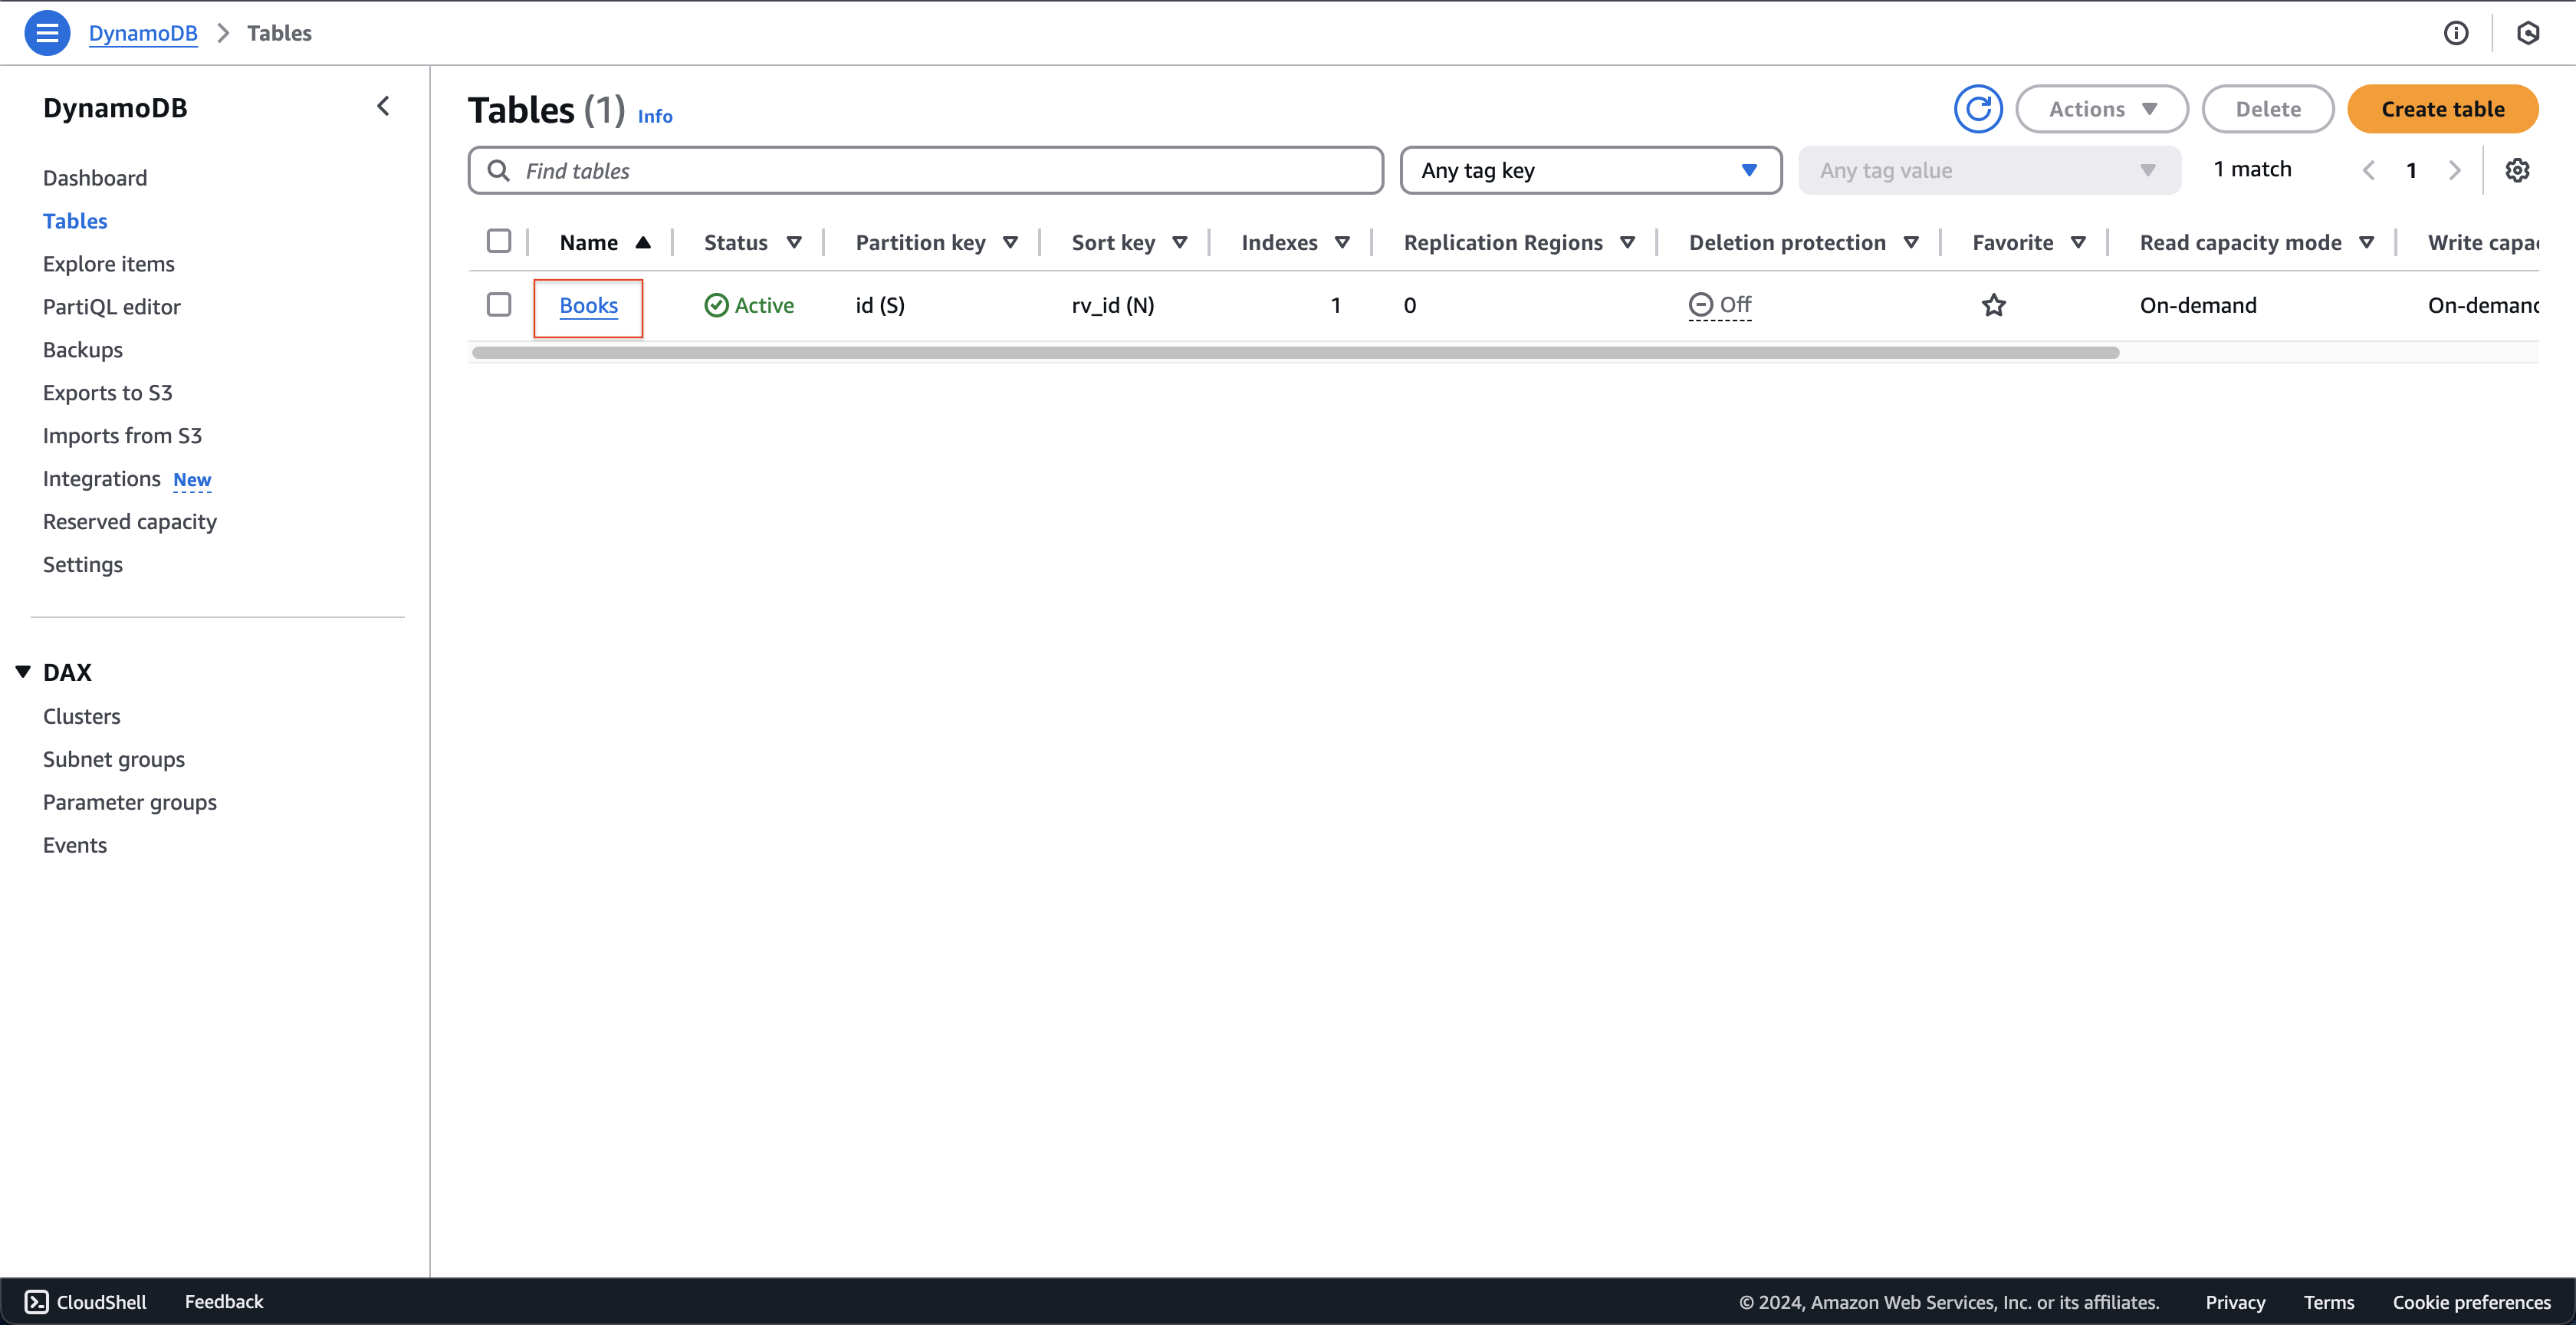 DynamoDB > Tables
DynamoDB
Dashboard
Tables
Explore items
PartiQL editor
Backups
Exports to S3
Imports from S3
Integrations New
Reserved capacity
Settings
DAX
Clusters
Subnet groups
Parameter groups
Events
Tables (1) Info
Actions
Delete
Create table
Find tables
Any tag key
Any tag value
1 match
1
Name Status Partition key Sort key Indexes Replication Regions Deletion protection Favorite Read capacity mode Write capac
Books Active id (S) rv_id (N) 1 0 Off On-demand On-demand
CloudShell Feedback © 2024, Amazon Web Services, Inc. or its affiliates. Privacy Terms Cookie preferences